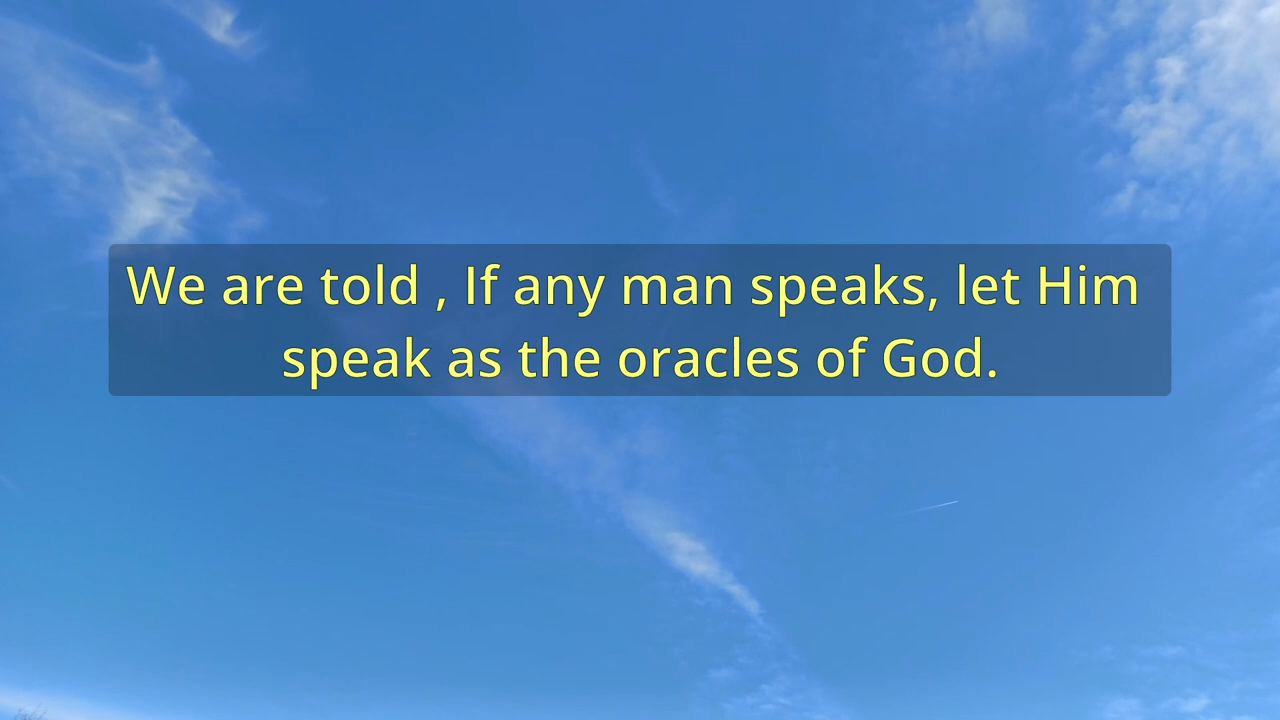 We are told , If any man speaks, let Him
speak as the oracles of God.